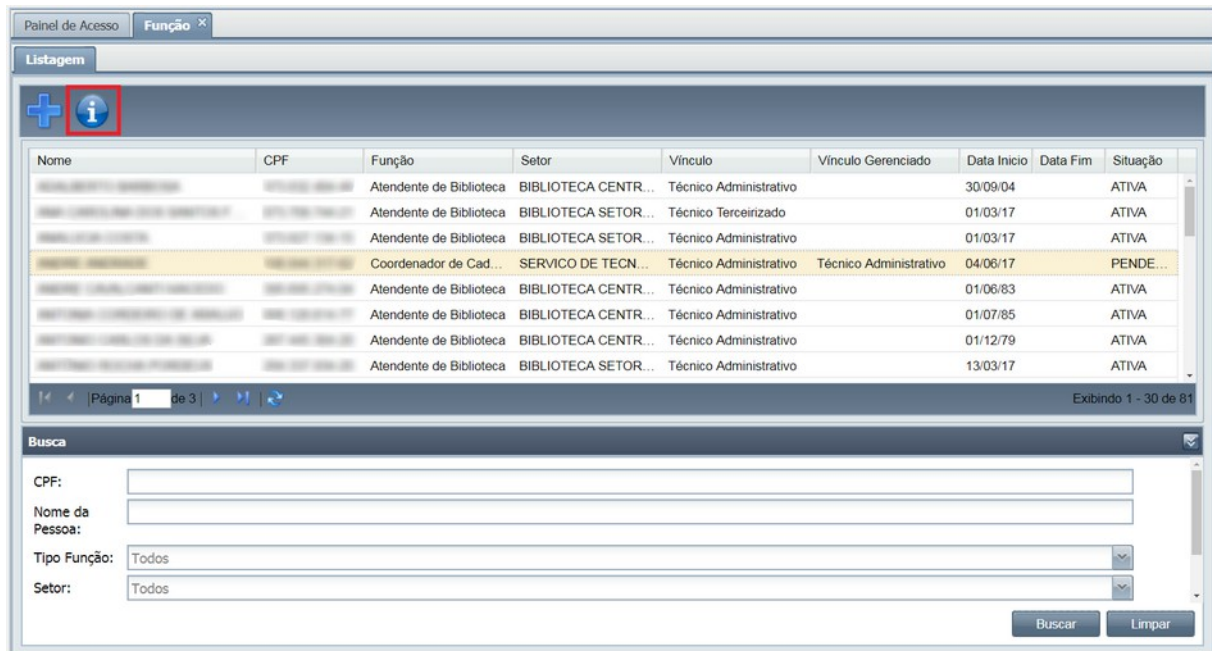 Painel de Acesso Função ×
Listagem
Nome CPF Função Setor Vínculo Vínculo Gerenciado Data Inicio Data Fim Situação
Atendente de Biblioteca BIBLIOTECA CENTR... Técnico Administrativo 30/09/04 ATIVA
Atendente de Biblioteca BIBLIOTECA SETOR... Técnico Terceirizado 01/03/17 ATIVA
Atendente de Biblioteca BIBLIOTECA SETOR... Técnico Administrativo 01/03/17 ATIVA
Coordenador de Cad... SERVICO DE TECN... Técnico Administrativo Técnico Administrativo 04/06/17 PENDE...
Atendente de Biblioteca BIBLIOTECA CENTR... Técnico Administrativo 01/06/83 ATIVA
Atendente de Biblioteca BIBLIOTECA CENTR... Técnico Administrativo 01/07/85 ATIVA
Atendente de Biblioteca BIBLIOTECA CENTR... Técnico Administrativo 01/12/79 ATIVA
Atendente de Biblioteca BIBLIOTECA SETOR... Técnico Administrativo 13/03/17 ATIVA
Página 1 de 3 Exibindo 1 - 30 de 81
Busca
CPF:
Nome da
Pessoa:
Tipo Função: Todos
Setor: Todos
Buscar Limpar